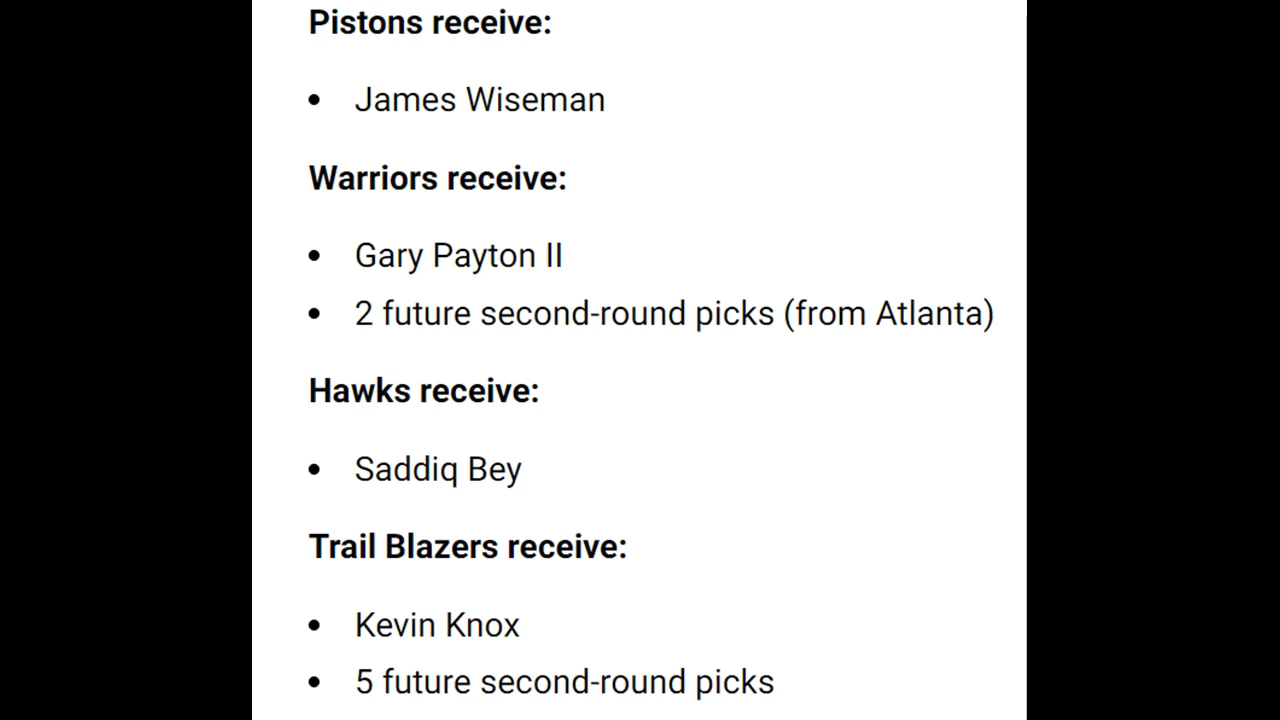 Pistons receive:
• James Wiseman
Warriors receive:
• Gary Payton II
• 2 future second-round picks (from Atlanta)
Hawks receive:
• Saddiq Bey
Trail Blazers receive:
• Kevin Knox
• 5 future second-round picks